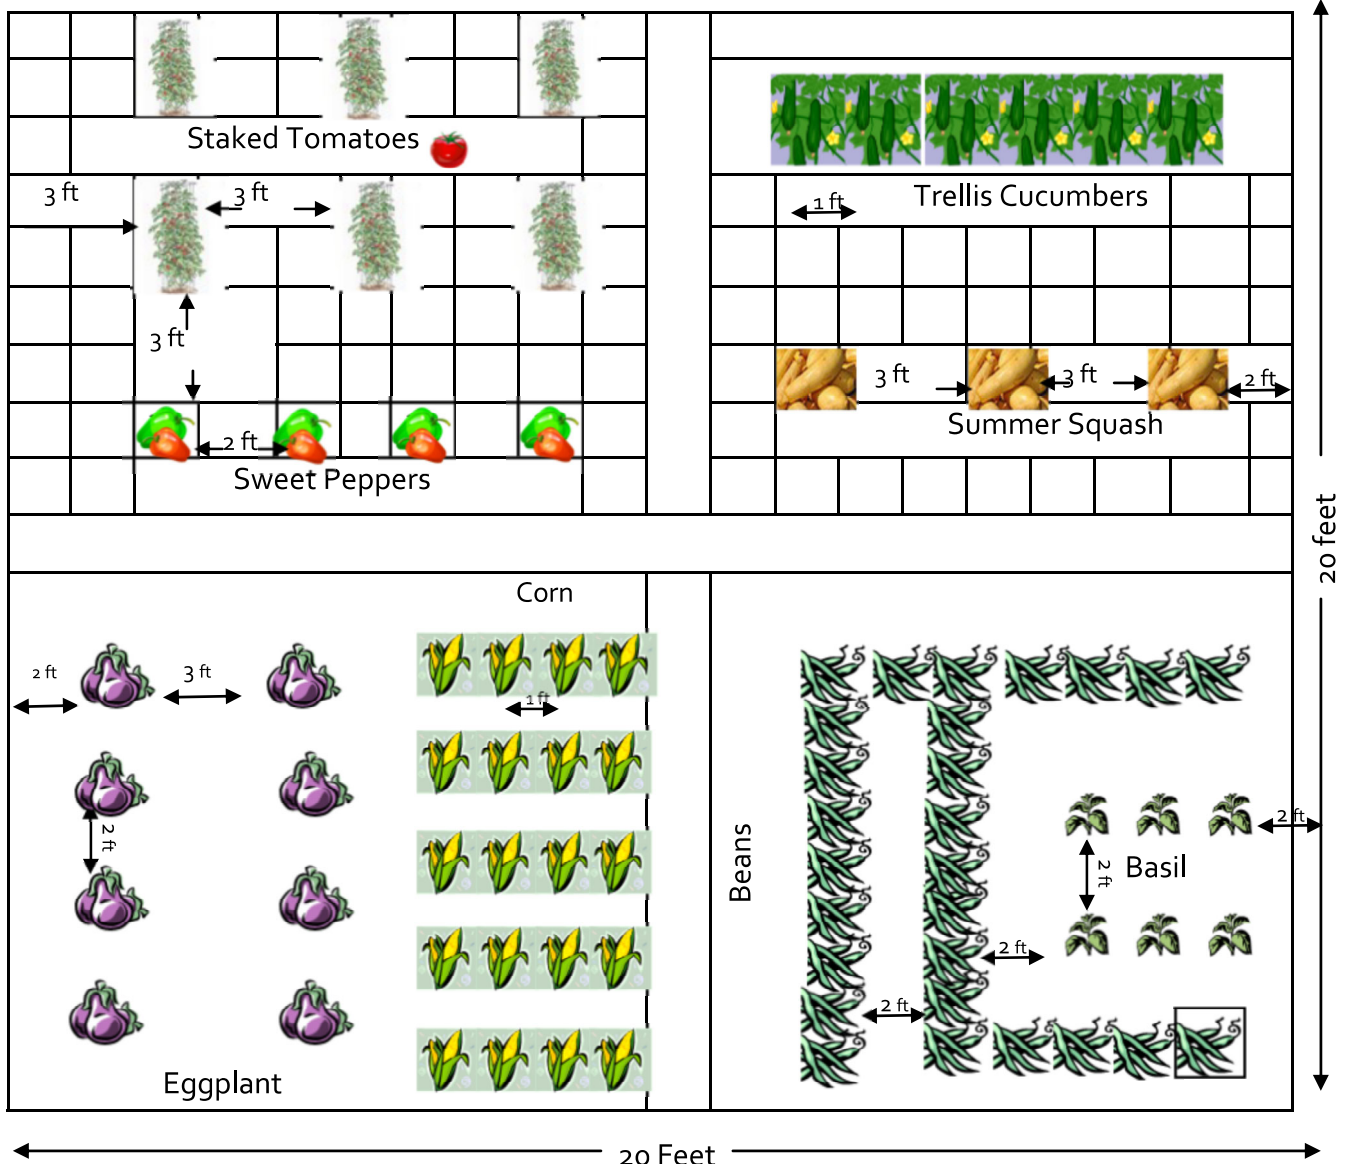 Staked Tomatoes
3 ft
3 ft
3 ft
2 ft
Sweet Peppers
Trellis Cucumbers
1 ft
3 ft
3 ft
2 ft
Summer Squash
20 feet
Corn
2 ft
3 ft
1 ft
2 ft
Eggplant
Beans
2 ft
2 ft
Basil
2 ft
2 ft
20 Feet